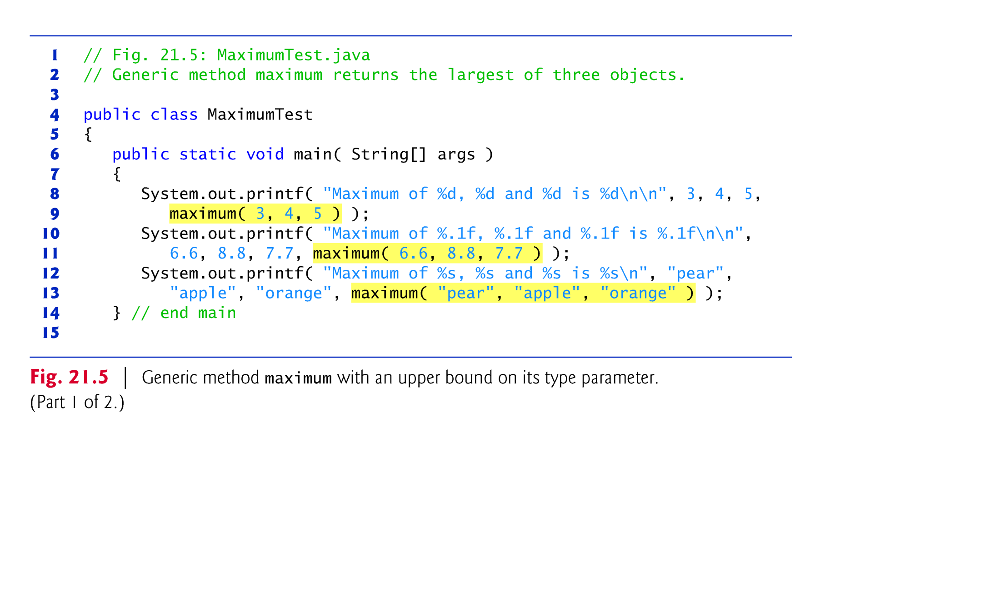 1 // Fig. 21.5: MaximumTest.java
2 // Generic method maximum returns the largest of three objects.
3
4 public class MaximumTest
5 {
6    public static void main( String[] args )
7    {
8       System.out.printf( "Maximum of %d, %d and %d is %d\n\n", 3, 4, 5,
9          maximum( 3, 4, 5 ) );
10       System.out.printf( "Maximum of %.1f, %.1f and %.1f is %.1f\n\n",
11          6.6, 8.8, 7.7, maximum( 6.6, 8.8, 7.7 ) );
12       System.out.printf( "Maximum of %s, %s and %s is %s\n", "pear",
13          "apple", "orange", maximum( "pear", "apple", "orange" ) );
14    } // end main
15
Fig. 21.5 | Generic method maximum with an upper bound on its type parameter.
(Part 1 of 2.)